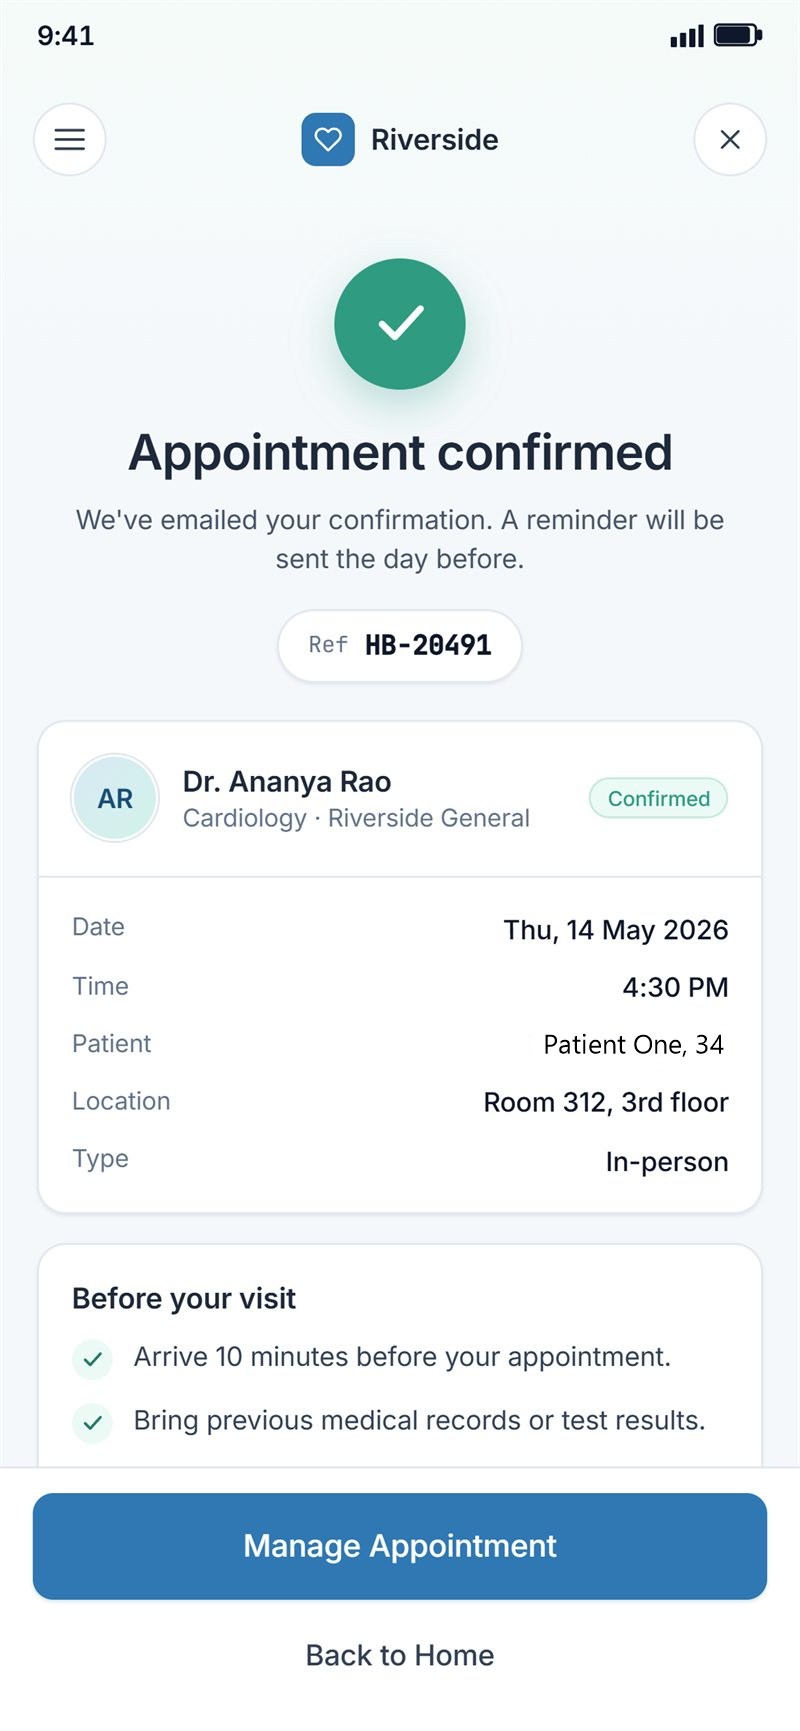 9:41
Riverside
Appointment confirmed
We've emailed your confirmation. A reminder will be
sent the day before.
Ref HB-20491
AR
Dr. Ananya Rao
Cardiology · Riverside General
Confirmed
Date Thu, 14 May 2026
Time 4:30 PM
Patient Patient One, 34
Location Room 312, 3rd floor
Type In-person
Before your visit
Arrive 10 minutes before your appointment.
Bring previous medical records or test results.
Manage Appointment
Back to Home